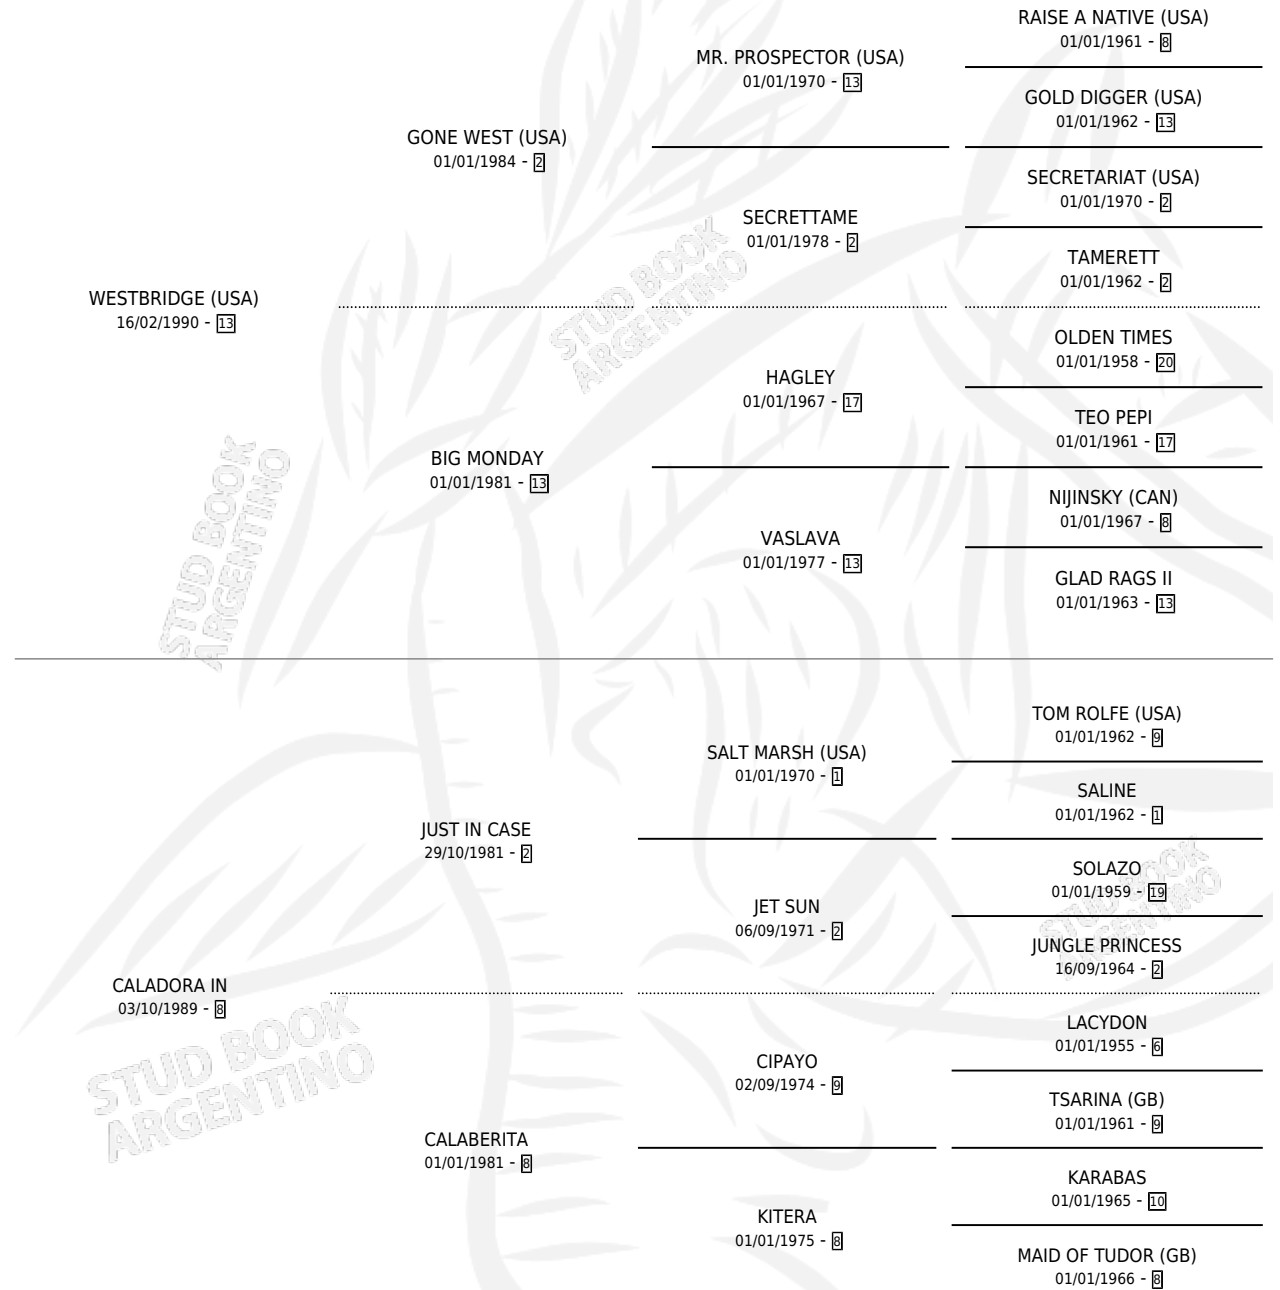 RAISE A NATIVE (USA)
01/01/1961 - 8
MR. PROSPECTOR (USA)
01/01/1970 - 13
GOLD DIGGER (USA)
01/01/1962 - 13
GONE WEST (USA)
01/01/1984 - 2
SECRETARIAT (USA)
01/01/1970 - 2
SECRETTAME
01/01/1978 - 2
TAMERETT
01/01/1962 - 2
WESTBRIDGE (USA)
16/02/1990 - 13
OLDEN TIMES
01/01/1958 - 20
HAGLEY
01/01/1967 - 17
TEO PEPI
01/01/1961 - 17
BIG MONDAY
01/01/1981 - 13
NIJINSKY (CAN)
01/01/1967 - 8
VASLAVA
01/01/1977 - 13
GLAD RAGS II
01/01/1963 - 13
TOM ROLFE (USA)
01/01/1962 - 9
SALT MARSH (USA)
01/01/1970 - 1
SALINE
01/01/1962 - 1
JUST IN CASE
29/10/1981 - 2
SOLAZO
01/01/1959 - 19
JET SUN
06/09/1971 - 2
JUNGLE PRINCESS
16/09/1964 - 2
CALADORA IN
03/10/1989 - 8
LACYDON
01/01/1955 - 6
CIPAYO
02/09/1974 - 9
TSARINA (GB)
01/01/1961 - 9
CALABERITA
01/01/1981 - 8
KARABAS
01/01/1965 - 10
KITERA
01/01/1975 - 8
MAID OF TUDOR (GB)
01/01/1966 - 8
STUD BOOK
ARGENTINO
STUD BOOK
ARGENTINO
STUD BOOK
ARGENTINO
STUD BOOK
ARGENTINO